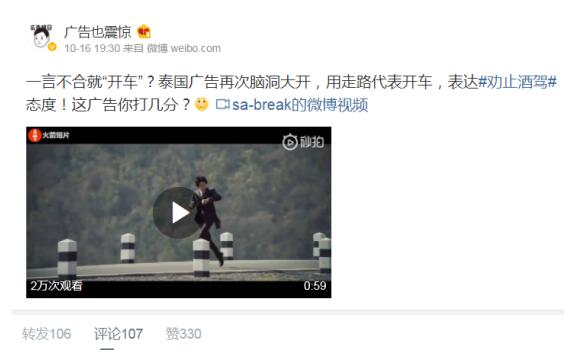 广告也震惊
10-16 19:30 来自 微博 weibo.com
一言不合就“开车”？泰国广告再次脑洞大开，用走路代表开车，表达#劝止酒驾#
态度！这广告你打几分？ sa-break的微博视频
火箭短片
秒拍
2万次观看
0:59
转发106 评论107 赞330